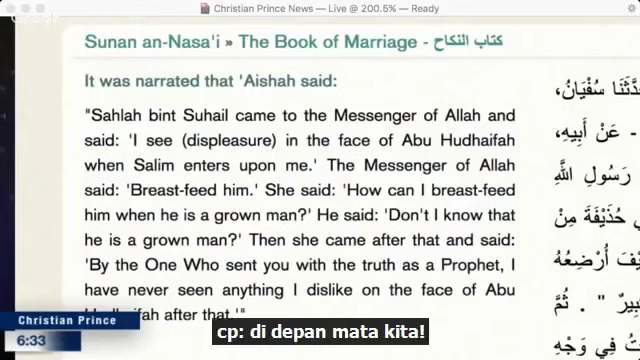 Christian Prince News — Live @ 200.5% — Ready
Sunan an-Nasa'i » The Book of Marriage - كتاب النكاح
It was narrated that 'Aishah said:
"Sahlah bint Suhail came to the Messenger of Allah and
said: 'I see (displeasure) in the face of Abu Hudhaifah
when Salim enters upon me.' The Messenger of Allah
said: 'Breast-feed him.' She said: 'How can I breast-feed
him when he is a grown man?' He said: 'Don't I know that
he is a grown man?' Then she came after that and said:
'By the One Who sent you with the truth as a Prophet, I
have never seen anything I dislike on the face of Abu
after that.'"
سُفْيَانُ،
- عَنْ أَبِيهِ،
رَسُولِ اللَّهِ
حُذَيْفَةَ مِنْ
أُرْضِعُهُ
" . ثُمَّ
فِي وَجْهِ
Christian Prince
6:33
cp: di depan mata kita!